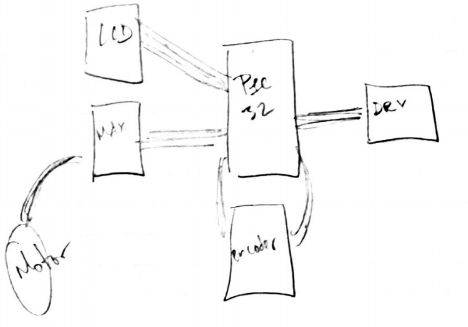 LCD
PIC
32
MAX
DRV
encoder
Motor